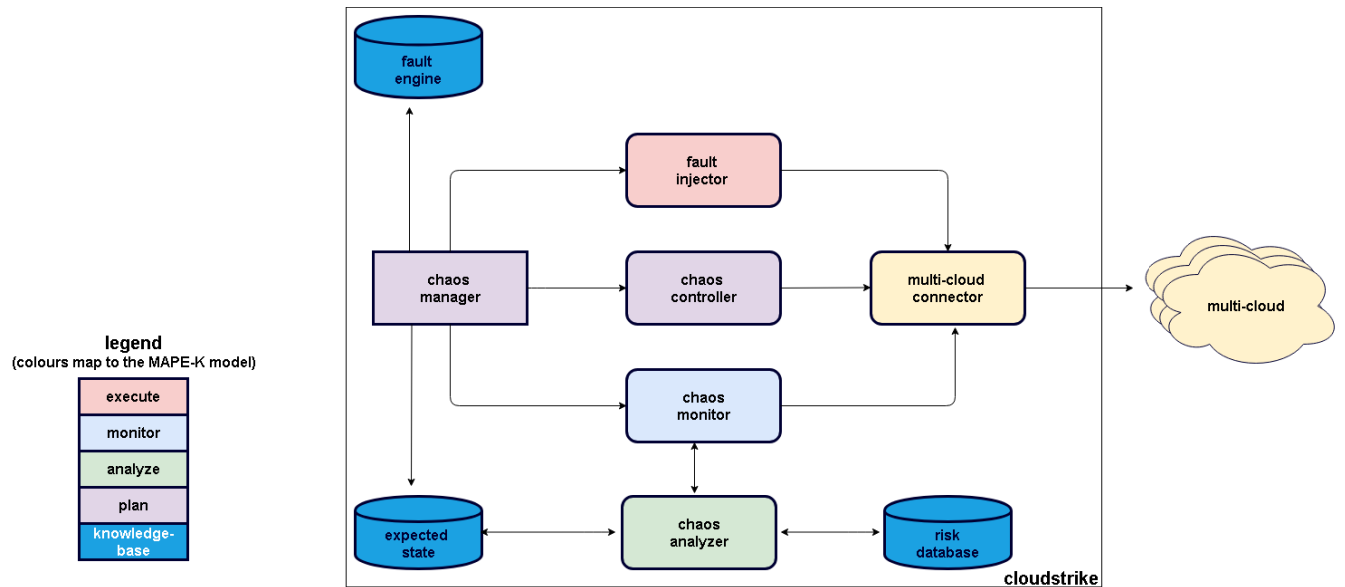 fault
engine
fault
injector
chaos
manager
chaos
controller
multi-cloud
connector
multi-cloud
legend
(colours map to the MAPE-K model)
execute
monitor
analyze
plan
knowledge-
base
chaos
monitor
expected
state
chaos
analyzer
risk
database
cloudstrike